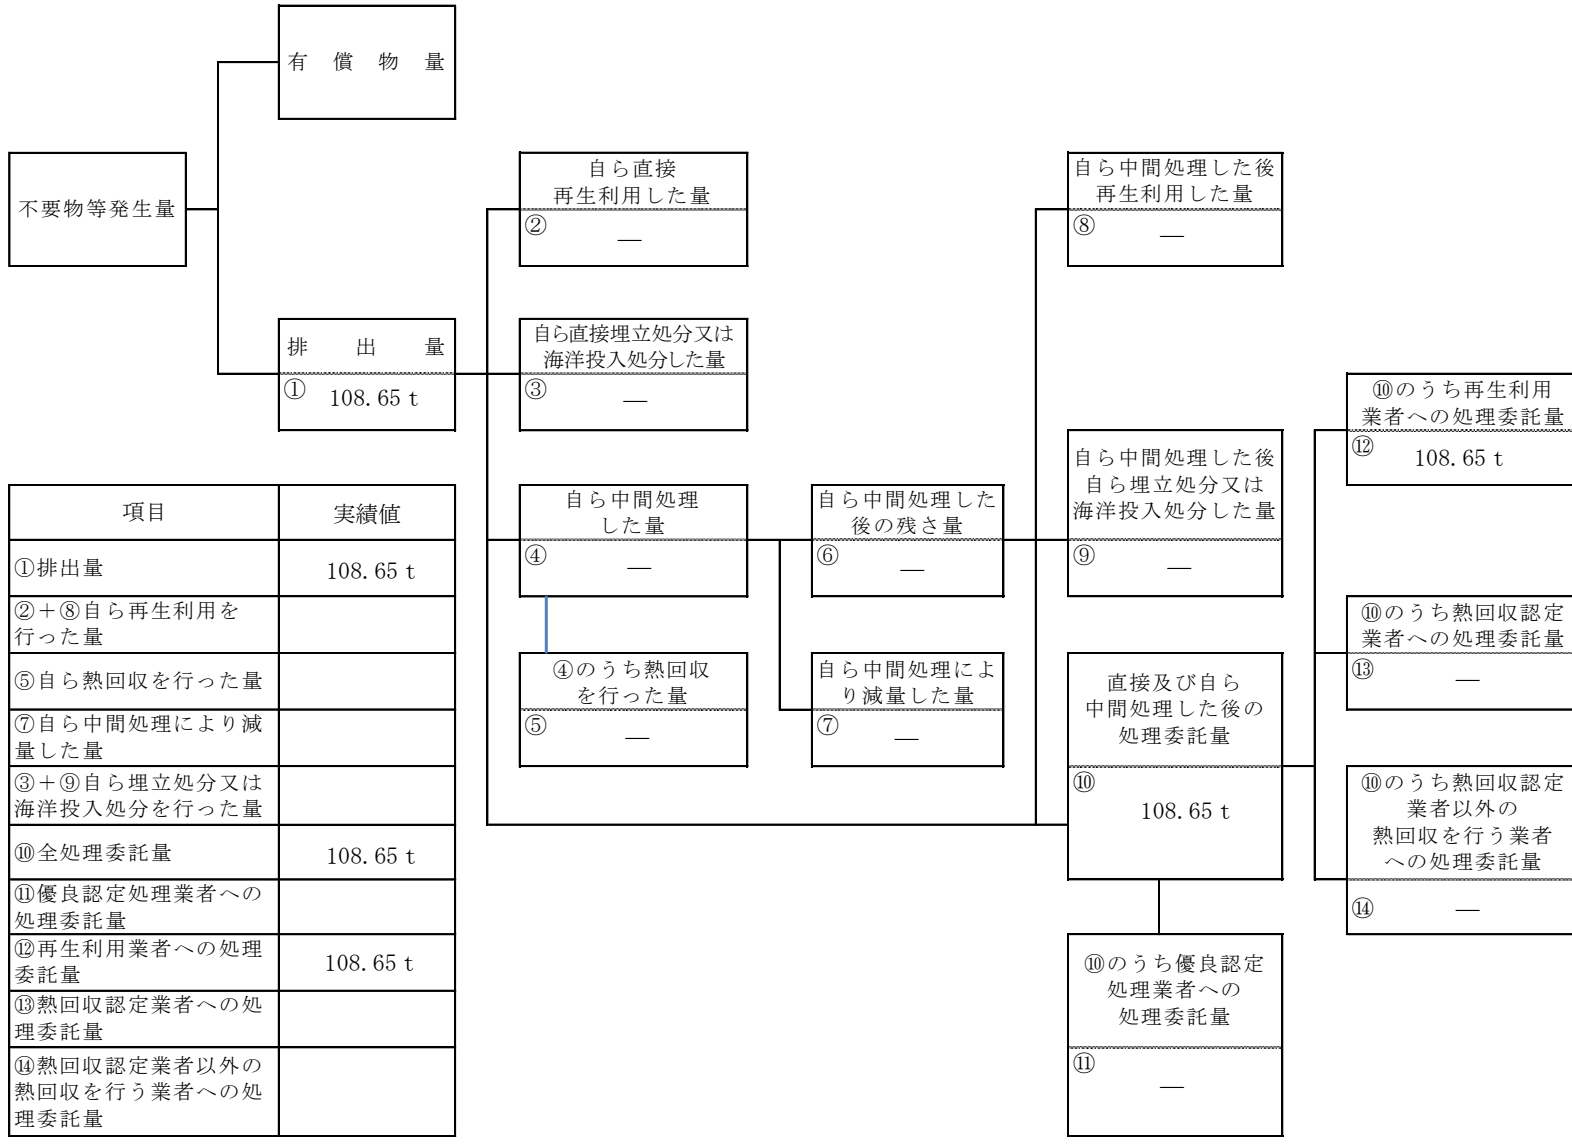 有償物量
不要物等発生量
排出量
① 108.65 t
自ら直接
再生利用した量
②
―
自ら直接埋立処分又は
海洋投入処分した量
③
―
自ら中間処理
した量
④
―
④のうち熱回収
を行った量
⑤
―
自ら中間処理した
後の残さ量
⑥
―
自ら中間処理によ
り減量した量
⑦
―
自ら中間処理した後
再生利用した量
⑧
―
自ら中間処理した後
自ら埋立処分又は
海洋投入処分した量
⑨
―
直接及び自ら
中間処理した後の
処理委託量
⑩
108.65 t
⑩のうち優良認定
処理業者への
処理委託量
⑪
―
⑩のうち再生利用
業者への処理委託量
⑫
108.65 t
⑩のうち熱回収認定
業者への処理委託量
⑬
―
⑩のうち熱回収認定
業者以外の
熱回収を行う業者
への処理委託量
⑭
―
項目 実績値
①排出量 108.65 t
②＋⑧自ら再生利用を
行った量
⑤自ら熱回収を行った量
⑦自ら中間処理により減
量した量
③＋⑨自ら埋立処分又は
海洋投入処分を行った量
⑩全処理委託量 108.65 t
⑪優良認定処理業者への
処理委託量
⑫再生利用業者への処理
委託量
108.65 t
⑬熱回収認定業者への処
理委託量
⑭熱回収認定業者以外の
熱回収を行う業者への処
理委託量